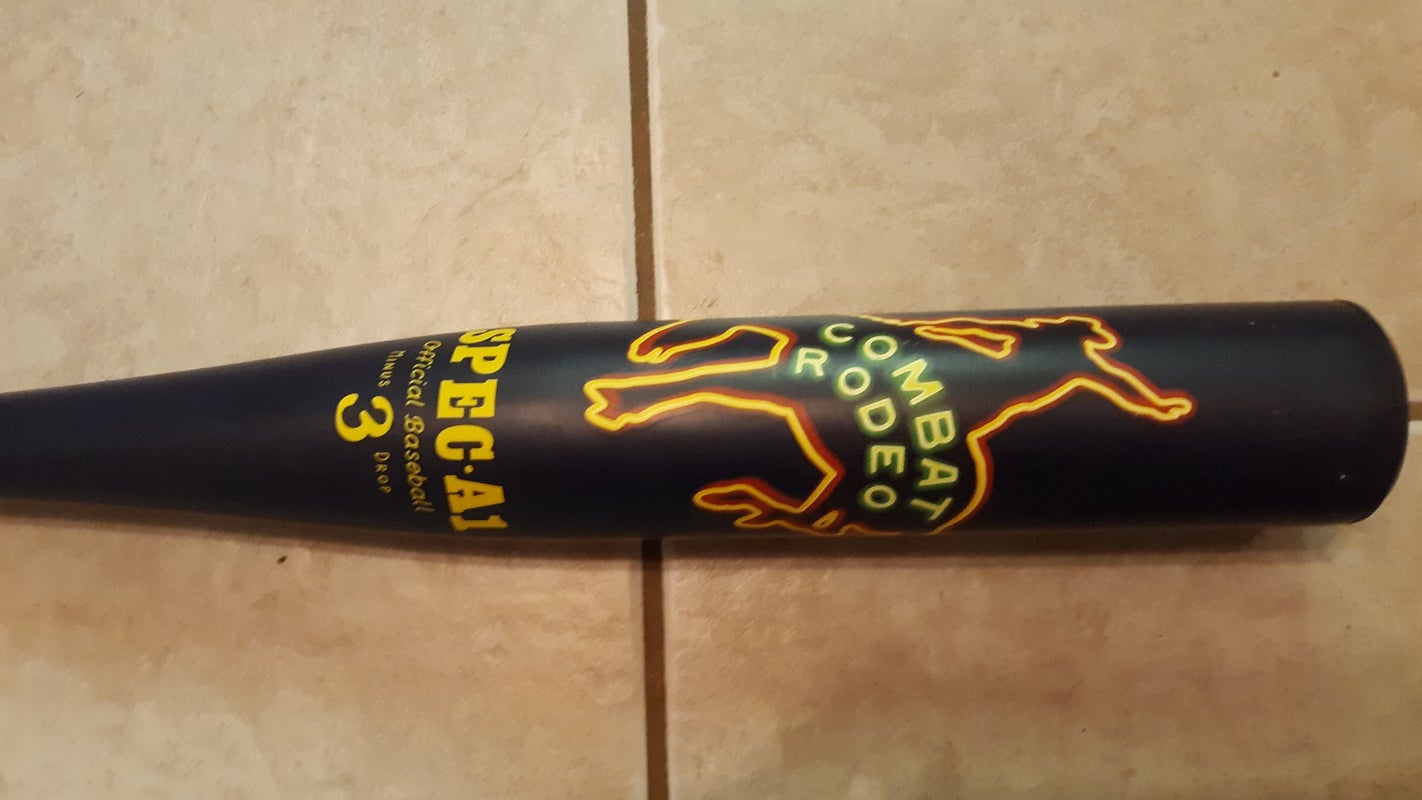 COMBAT
RODEO
SPEC·A1
Official Baseball
MINUS 3 DROP